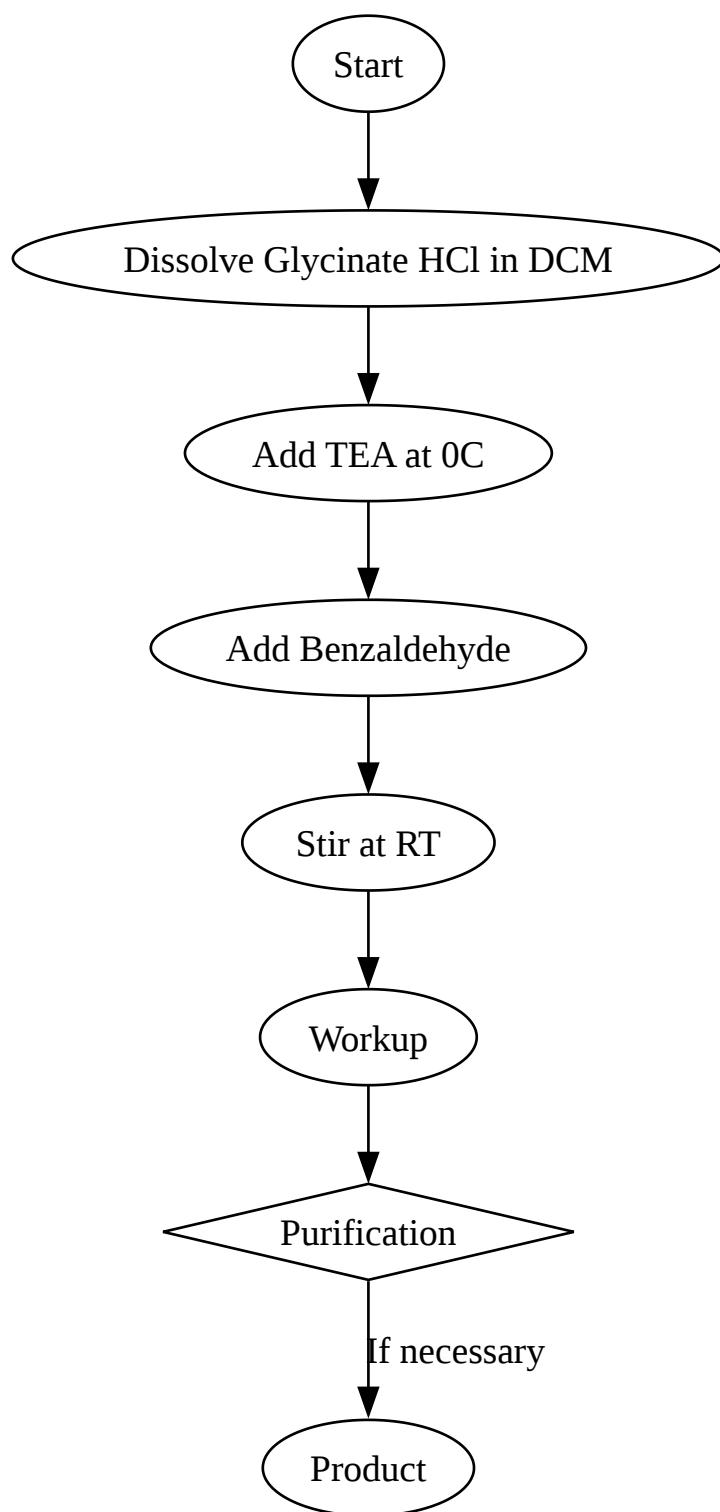 Start
Dissolve Glycinate HCl in DCM
Add TEA at 0C
Add Benzaldehyde
Stir at RT
Workup
Purification
If necessary
Product